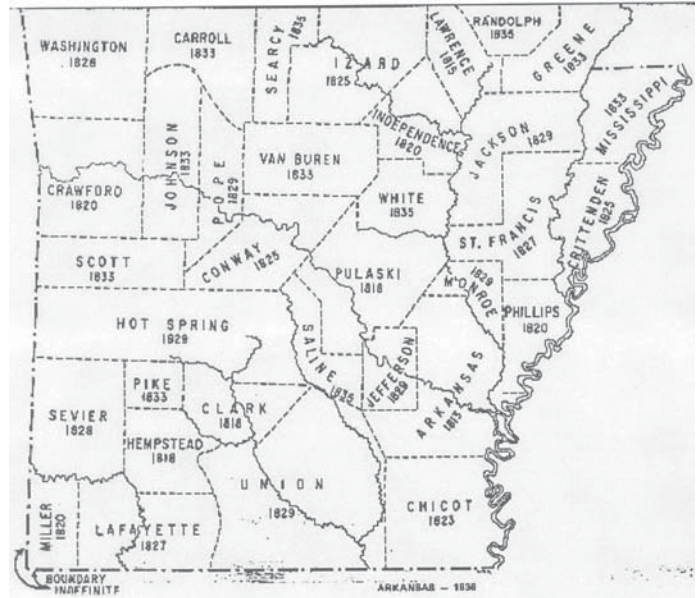 WASHINGTON
1828
CARROLL
1833
SEARCY
1835
IZARD
1825
LAWRENCE
1815
RANDOLPH
1835
GREENE
1833
MISSISSIPPI
1833
INDEPENDENCE
1820
JACKSON
1829
VAN BUREN
1833
JOHNSON
1833
POPE
1829
CRAWFORD
1820
WHITE
1835
CRITTENDEN
1825
ST. FRANCIS
1827
SCOTT
1833
CONWAY
1825
PULASKI
1818
MONROE
1829
PHILLIPS
1820
HOT SPRING
1829
SALINE
1835
JEFFERSON
1829
ARKANSAS
1813
PIKE
1833
CLARK
1818
SEVIER
1828
HEMPSTEAD
1818
UNION
1829
CHICOT
1823
MILLER
1820
LAFAYETTE
1827
BOUNDARY
INDEFINITE
ARKANSAS — 1836